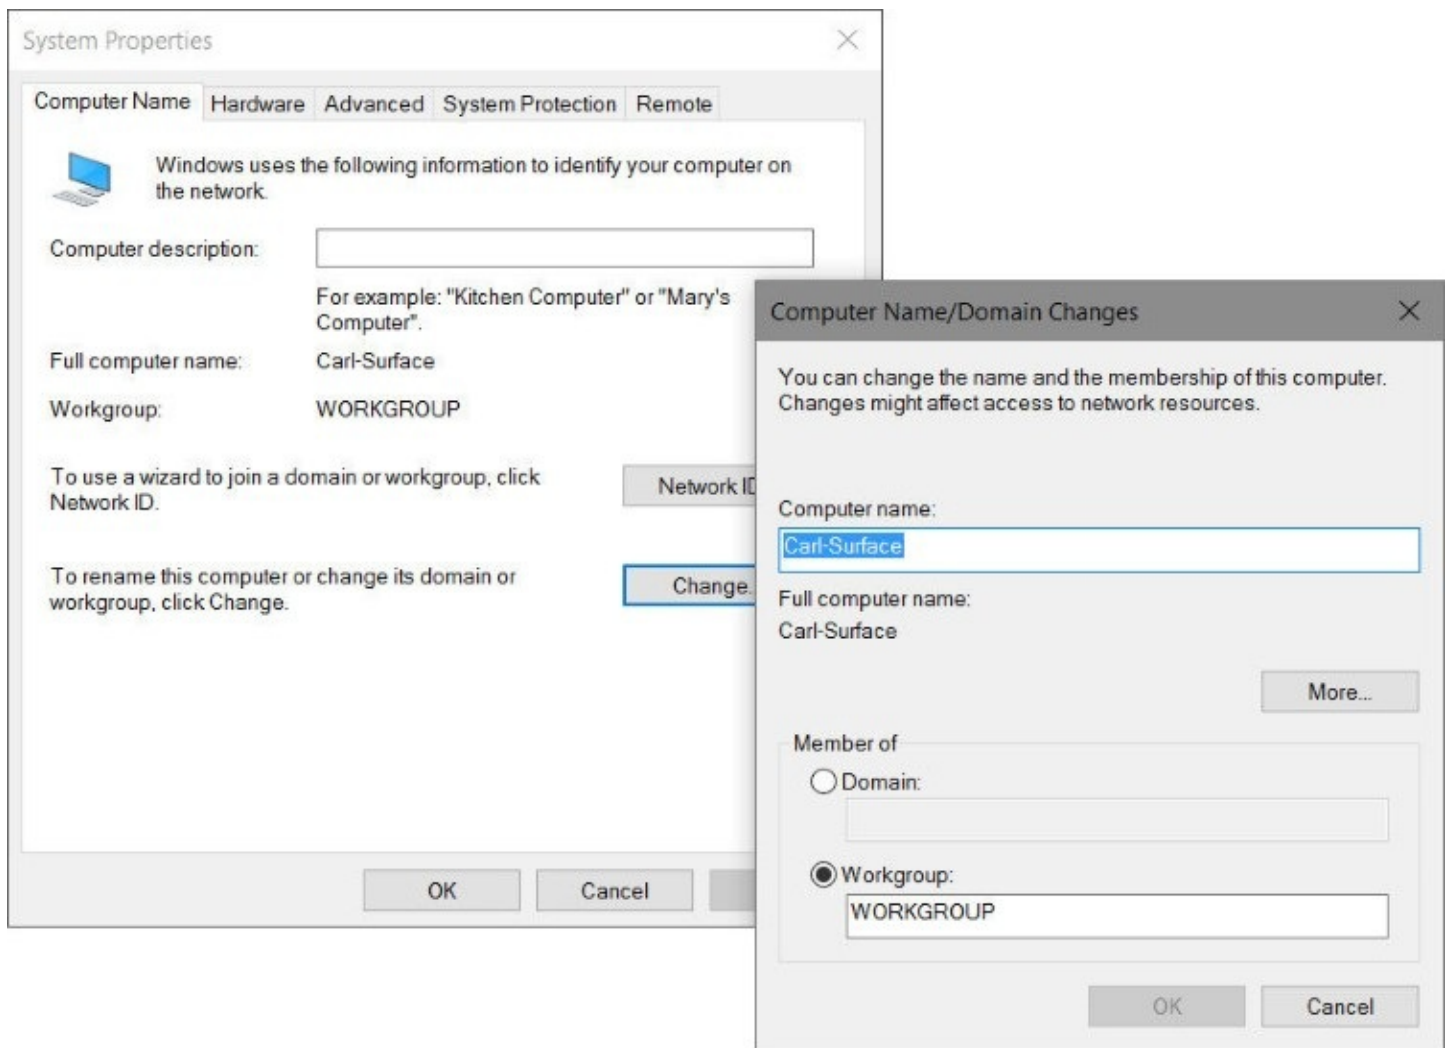 System Properties
Computer Name Hardware Advanced System Protection Remote
Windows uses the following information to identify your computer on
the network.
Computer description:
For example: "Kitchen Computer" or "Mary's
Computer".
Full computer name: Carl-Surface
Workgroup: WORKGROUP
To use a wizard to join a domain or workgroup, click
Network ID.
Network ID
To rename this computer or change its domain or
workgroup, click Change.
Change.
OK Cancel
Computer Name/Domain Changes
You can change the name and the membership of this computer.
Changes might affect access to network resources.
Computer name:
Carl-Surface
Full computer name:
Carl-Surface
More...
Member of
Domain:
Workgroup:
WORKGROUP
OK Cancel